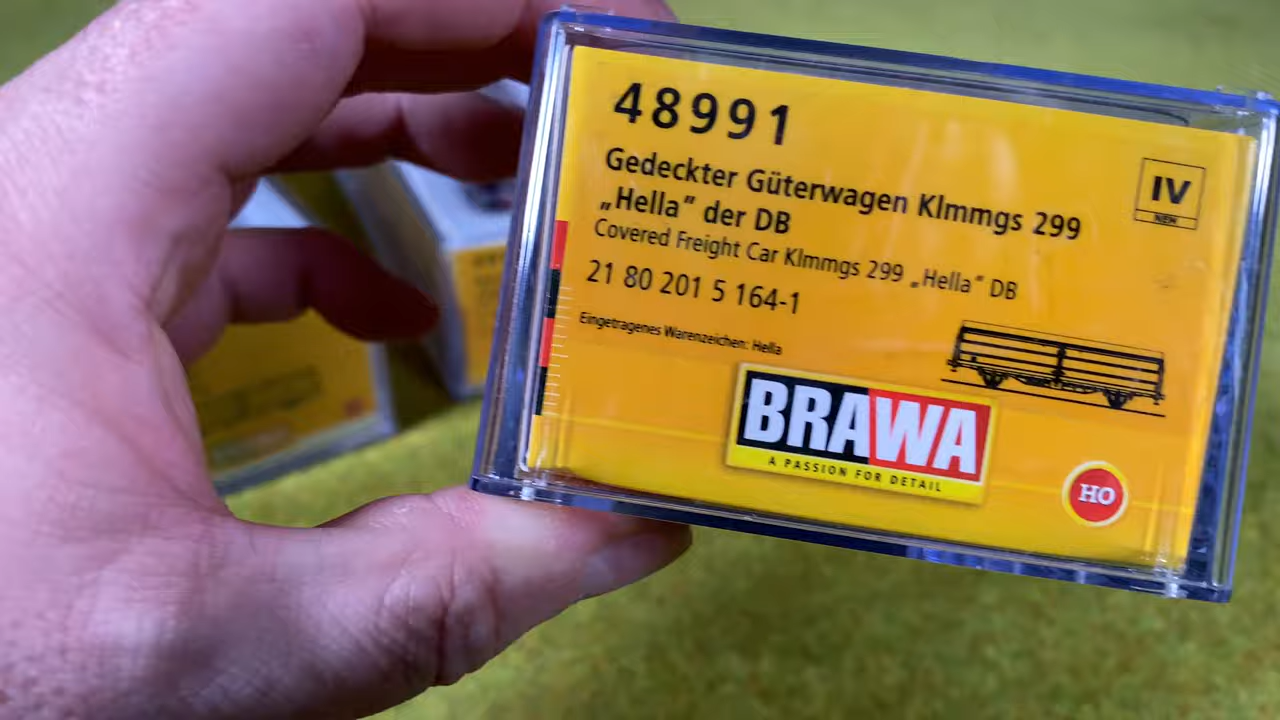 48991
Gedeckter Güterwagen Klmmgs 299
„Hella” der DB
Covered Freight Car Klmmgs 299 „Hella” DB
21 80 201 5 164-1
Eingetragenes Warenzeichen: Hella
IV
NEM
BRAWA
A PASSION FOR DETAIL
HO